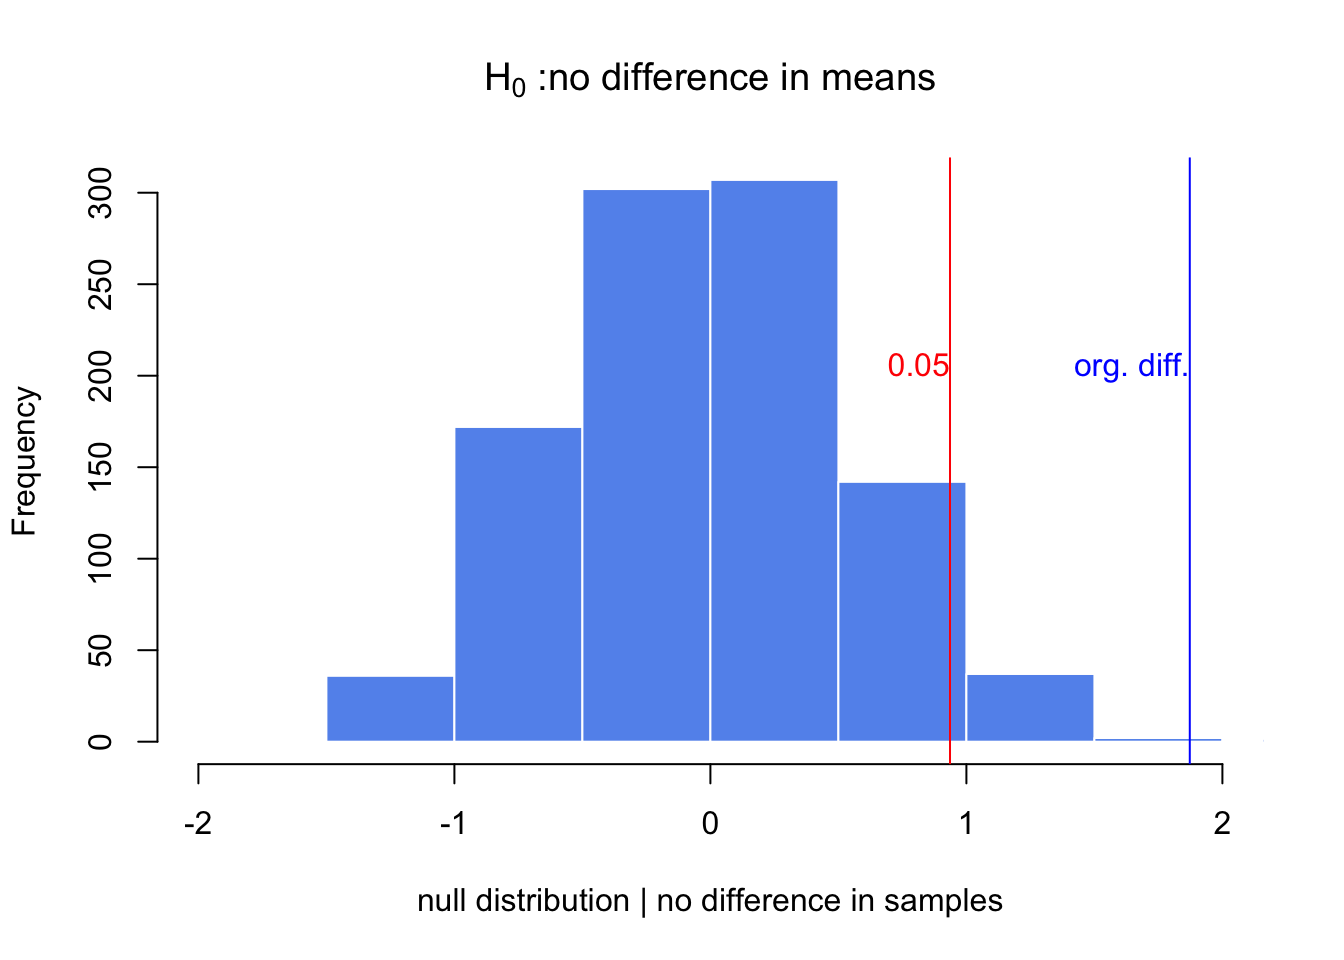 H₀ :no difference in means
Frequency
300
250
200
150
100
50
0
0.05
org. diff.
-2 -1 0 1 2
null distribution | no difference in samples